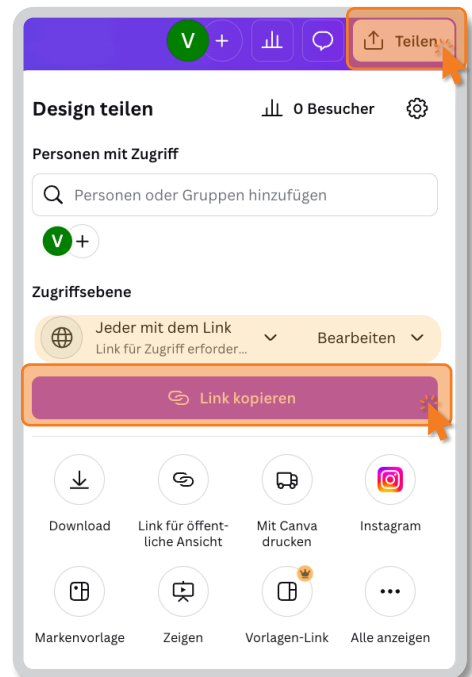 V + Teilen
Design teilen 0 Besucher
Personen mit Zugriff
Personen oder Gruppen hinzufügen
V +
Zugriffsebene
Jeder mit dem Link Bearbeiten
Link für Zugriff erforder...
Link kopieren
Download Link für öffent- Mit Canva Instagram
liche Ansicht drucken
Markenvorlage Zeigen Vorlagen-Link Alle anzeigen